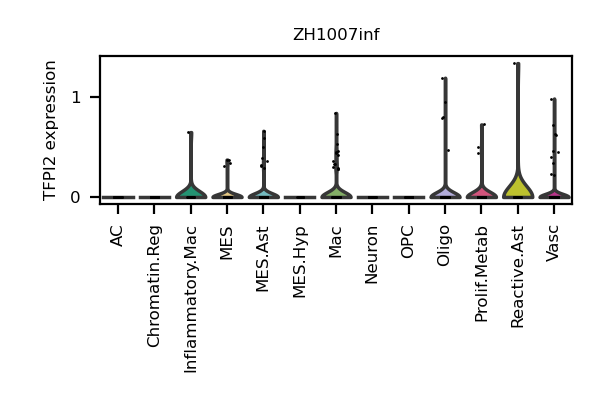 ZH1007inf
TFPI2 expression
1
0
AC
Chromatin.Reg
Inflammatory.Mac
MES
MES.Ast
MES.Hyp
Mac
Neuron
OPC
Oligo
Prolif.Metab
Reactive.Ast
Vasc